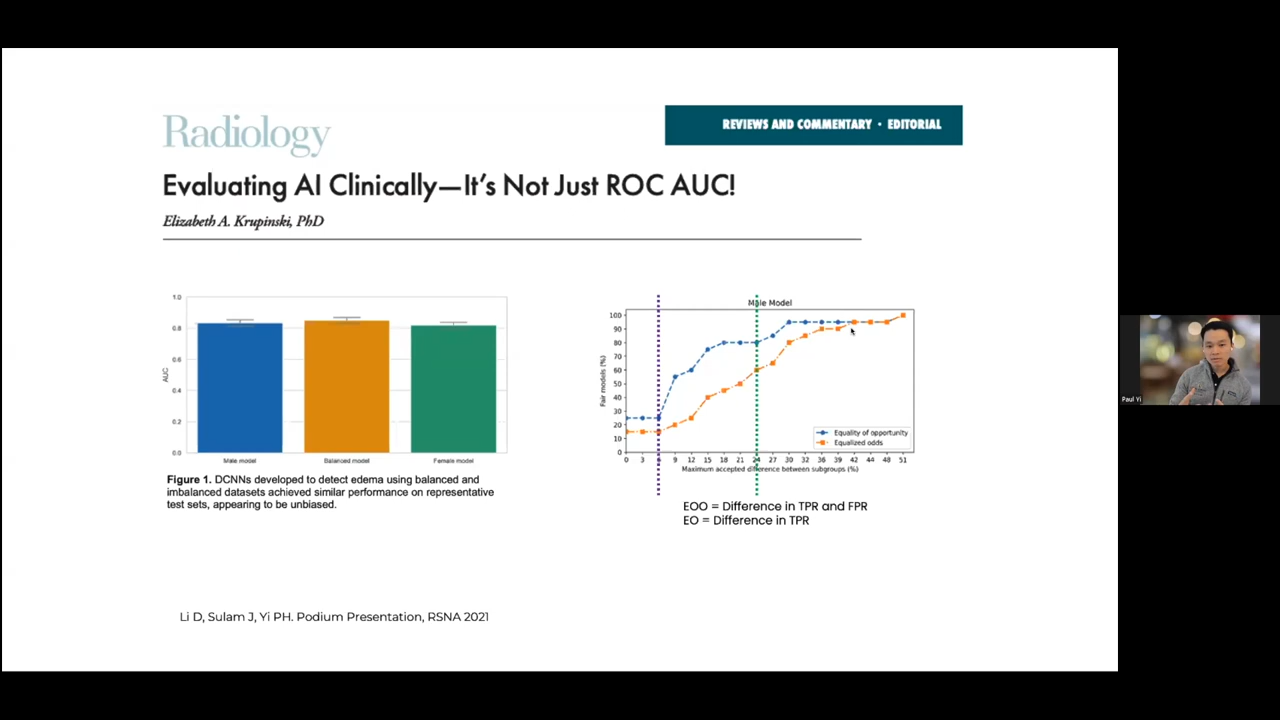 Radiology
REVIEWS AND COMMENTARY · EDITORIAL
Evaluating AI Clinically—It's Not Just ROC AUC!
Elizabeth A. Krupinski, PhD
1.0
0.8
0.6
0.4
0.2
0.0
AUC
Male model
Balanced model
Female model
Figure 1. DCNNs developed to detect edema using balanced and
imbalanced datasets achieved similar performance on representative
test sets, appearing to be unbiased.
Male Model
100
90
80
70
60
50
40
30
20
10
0
Fair models (%)
Equality of opportunity
Equalized odds
0 3 6 9 12 15 18 21 24 27 30 32 36 39 42 44 48 51
Maximum accepted difference between subgroups (%)
EOO = Difference in TPR and FPR
EO = Difference in TPR
Li D, Sulam J, Yi PH. Podium Presentation, RSNA 2021
Paul Yi